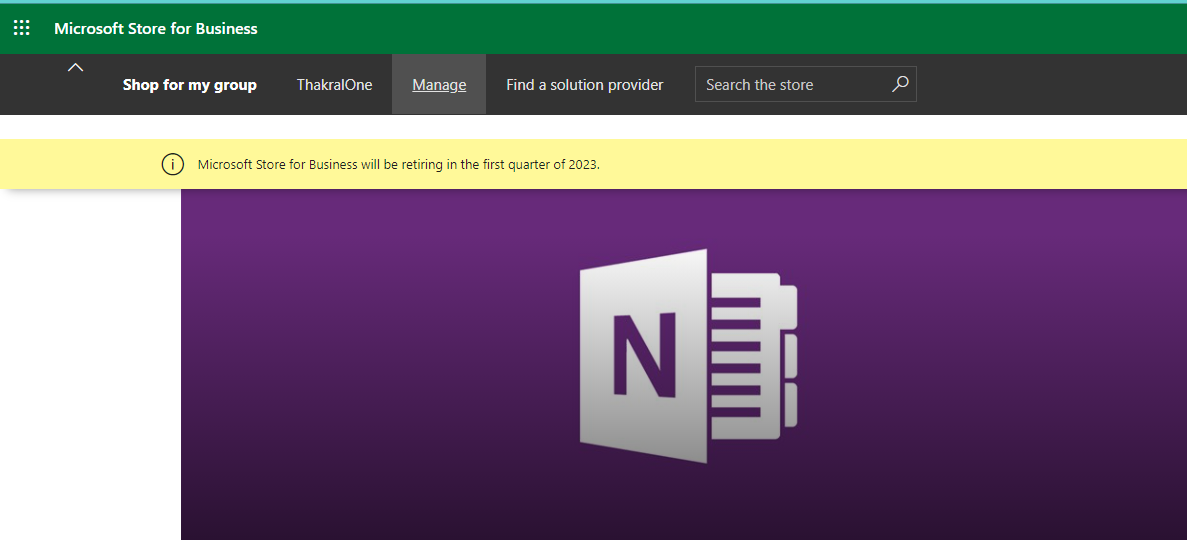 Microsoft Store for Business
Shop for my group ThakralOne Manage Find a solution provider Search the store
Microsoft Store for Business will be retiring in the first quarter of 2023.
N